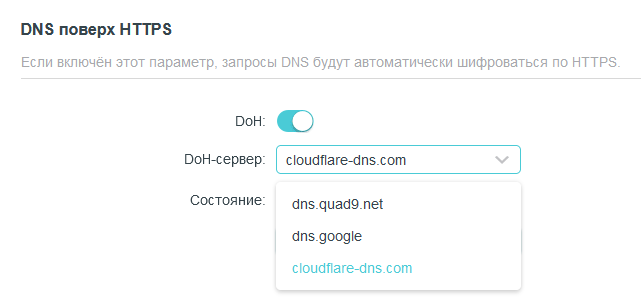 DNS поверх HTTPS
Если включён этот параметр, запросы DNS будут автоматически шифроваться по HTTPS.
DoH:
DoH-сервер: cloudflare-dns.com
Состояние:
dns.quad9.net
dns.google
cloudflare-dns.com